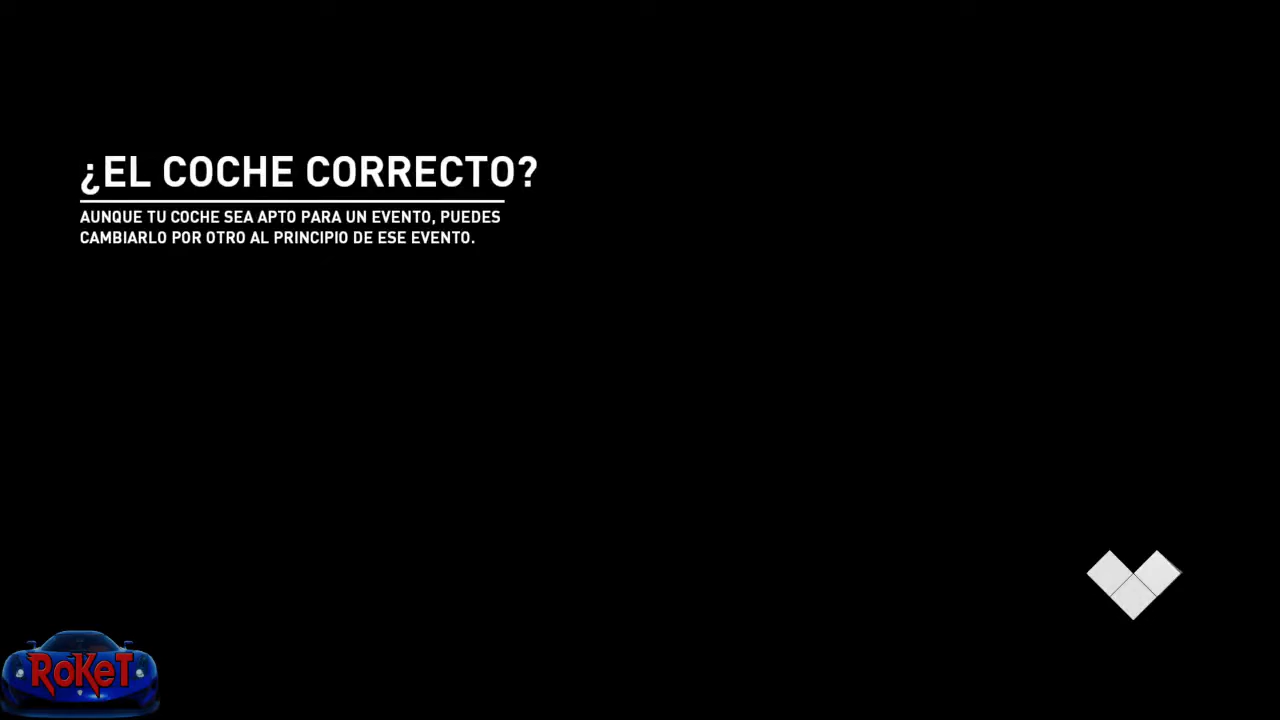 ¿EL COCHE CORRECTO?
AUNQUE TU COCHE SEA APTO PARA UN EVENTO, PUEDES
CAMBIARLO POR OTRO AL PRINCIPIO DE ESE EVENTO.
RoKeT